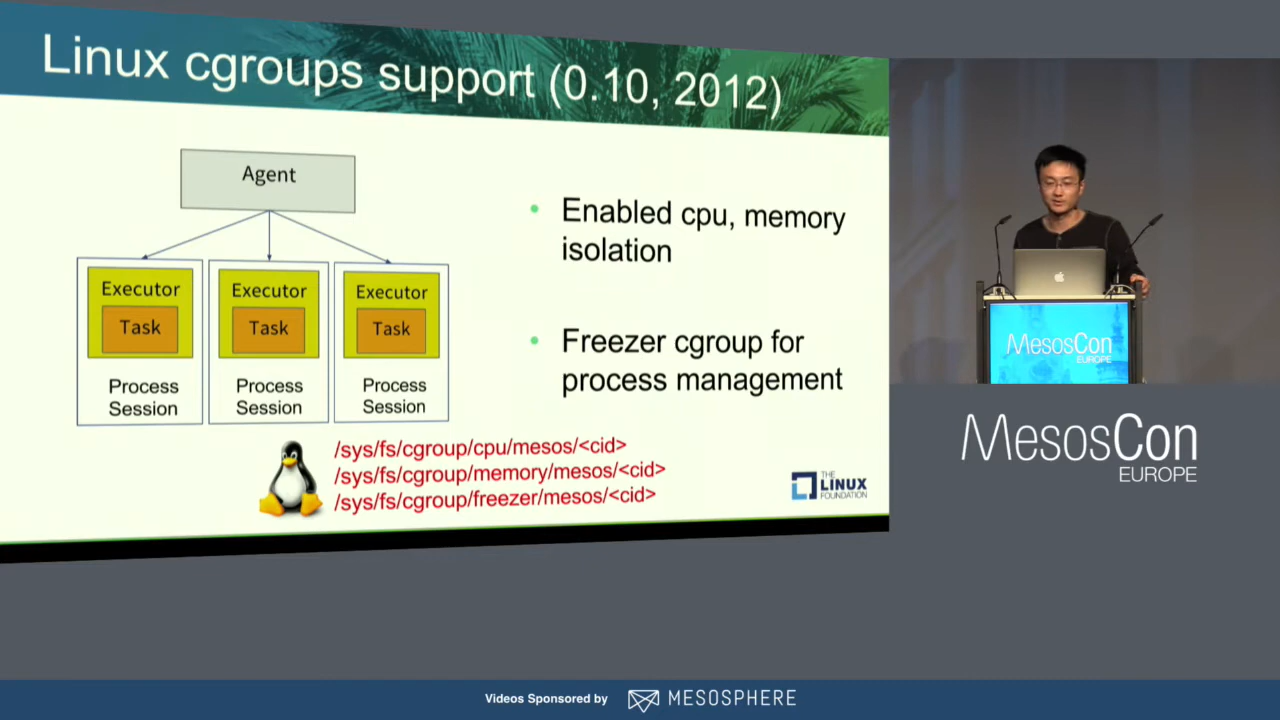 Linux cgroups support (0.10, 2012)
Agent
Executor
Task
Process
Session
Executor
Task
Process
Session
Executor
Task
Process
Session
• Enabled cpu, memory
isolation
• Freezer cgroup for
process management
/sys/fs/cgroup/cpu/mesos/<cid>
/sys/fs/cgroup/memory/mesos/<cid>
/sys/fs/cgroup/freezer/mesos/<cid>
THE
LINUX
FOUNDATION
MesosCon
EUROPE
MesosCon
EUROPE
Videos Sponsored by MESOSPHERE